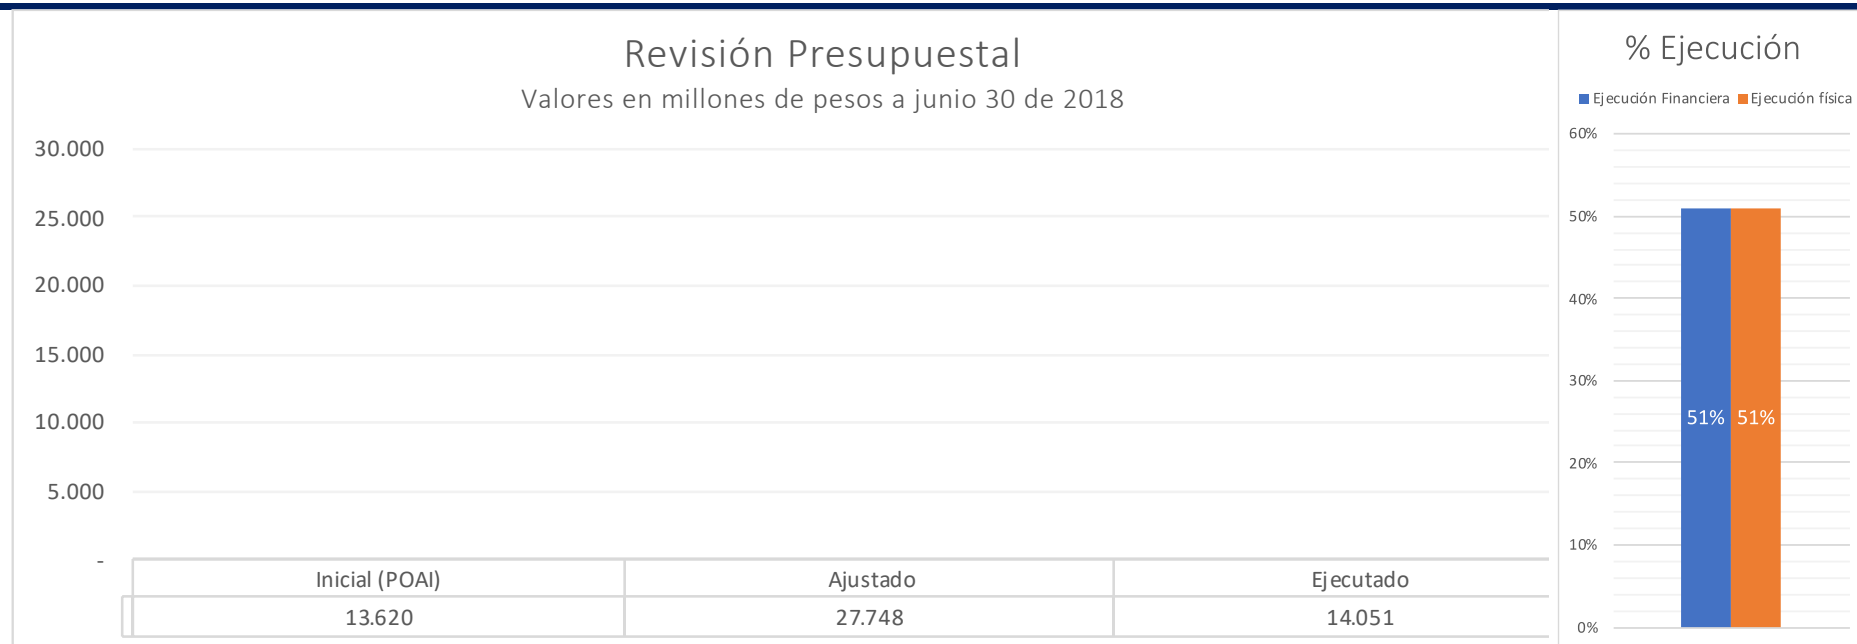 Revisión Presupuestal
Valores en millones de pesos a junio 30 de 2018
30.000
25.000
20.000
15.000
10.000
5.000
-
Inicial (POAI) Ajustado Ejecutado
13.620 27.748 14.051
% Ejecución
Ejecución Financiera Ejecución física
60%
50%
40%
30%
20%
10%
0%
51% 51%